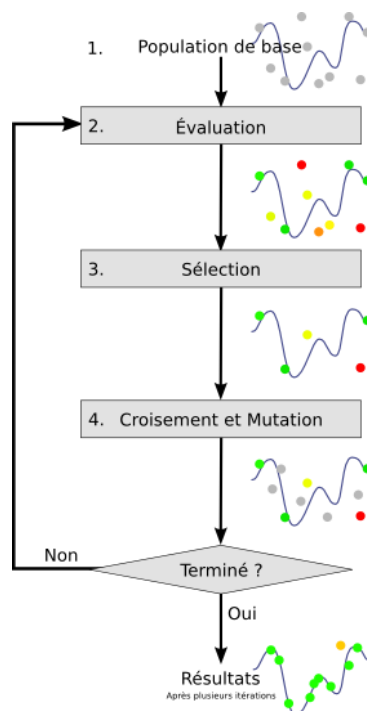 1. Population de base
2. Évaluation
3. Sélection
4. Croisement et Mutation
Non
Terminé ?
Oui
Résultats
Après plusieurs itérations